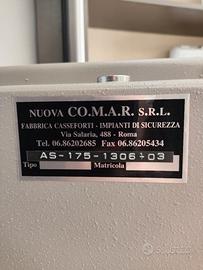 NUOVA CO.M.A.R. S.R.L.
FABBRICA CASSEFORTI - IMPIANTI DI SICUREZZA
Via Salaria, 488 - Roma
Tel. 06.86202685 Fax 06.86205434
AS-175-1306-03
Tipo Matricola
subito